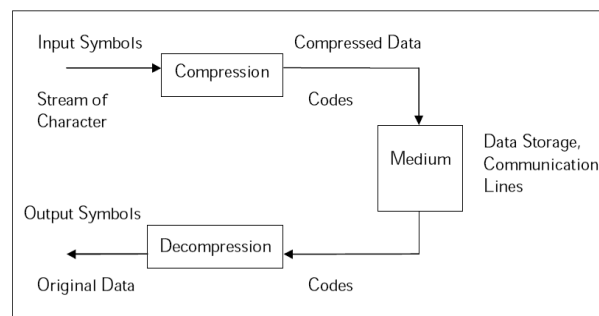 Input Symbols
Compressed Data
Compression
Stream of
Character
Codes
Medium
Data Storage,
Communication
Lines
Output Symbols
Decompression
Original Data
Codes